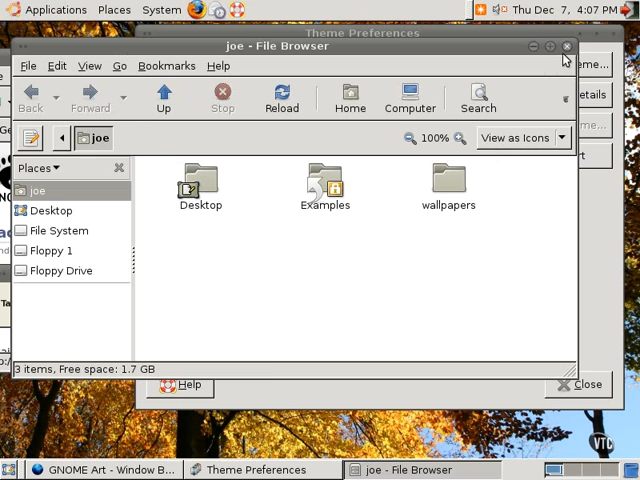 Applications Places System Thu Dec 7, 4:07 PM
Theme Preferences
joe - File Browser
File Edit View Go Bookmarks Help
Back Forward Up Stop Reload Home Computer Search
joe 100% View as Icons
Places
joe
Desktop
File System
Floppy 1
Floppy Drive
Desktop Examples wallpapers
3 items, Free space: 1.7 GB
Help Close
VTC
GNOME Art - Window B... Theme Preferences joe - File Browser